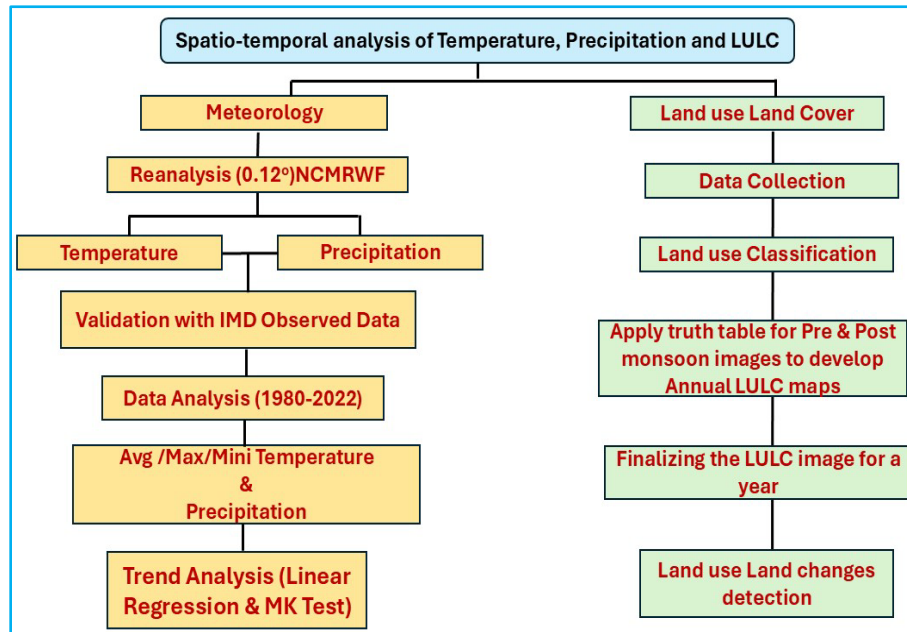 Spatio-temporal analysis of Temperature, Precipitation and LULC
Meteorology
Reanalysis (0.12º)NCMRWF
Temperature
Precipitation
Validation with IMD Observed Data
Data Analysis (1980-2022)
Avg /Max/Mini Temperature
&
Precipitation
Trend Analysis (Linear
Regression & MK Test)
Land use Land Cover
Data Collection
Land use Classification
Apply truth table for Pre & Post
monsoon images to develop
Annual LULC maps
Finalizing the LULC image for a
year
Land use Land changes
detection